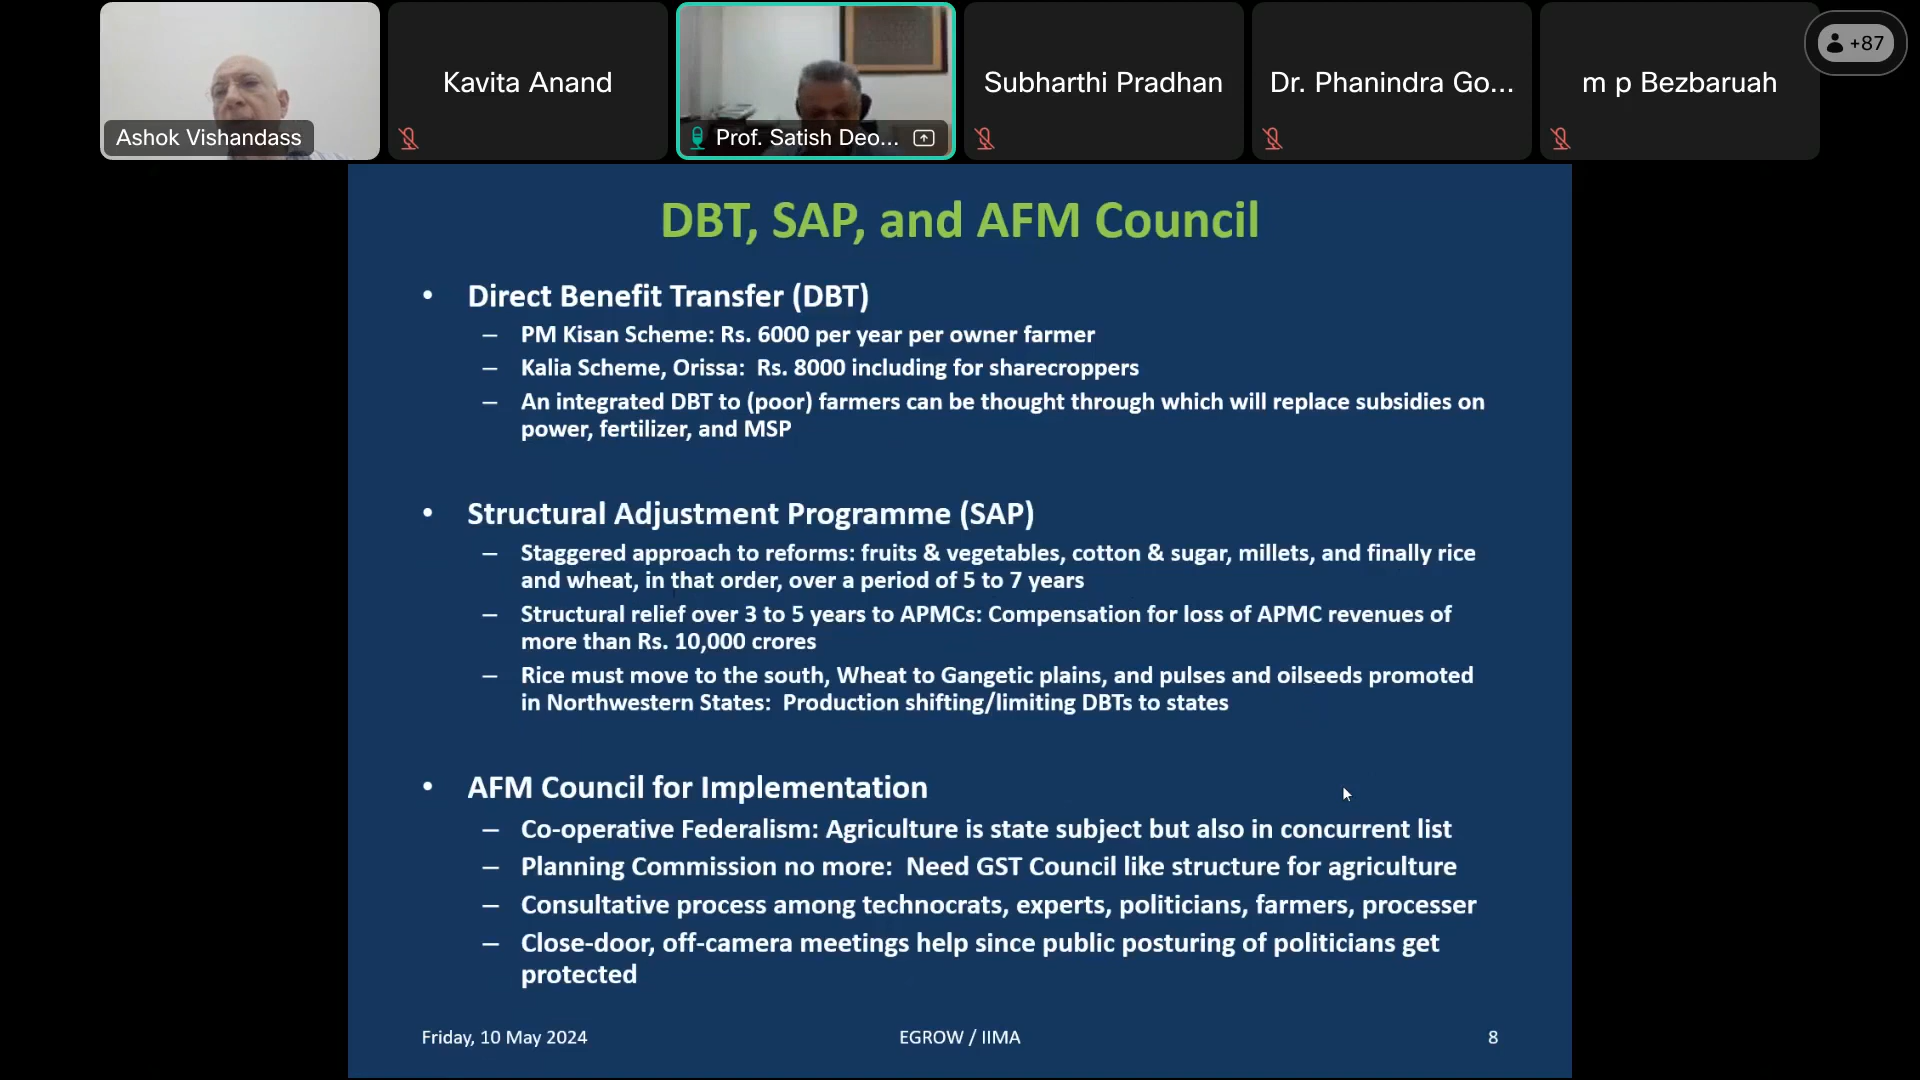 Ashok Vishandass
Kavita Anand
Prof. Satish Deo...
Subharthi Pradhan
Dr. Phanindra Go...
m p Bezbaruah
+87
DBT, SAP, and AFM Council
• Direct Benefit Transfer (DBT)
– PM Kisan Scheme: Rs. 6000 per year per owner farmer
– Kalia Scheme, Orissa:  Rs. 8000 including for sharecroppers
– An integrated DBT to (poor) farmers can be thought through which will replace subsidies on
power, fertilizer, and MSP
• Structural Adjustment Programme (SAP)
– Staggered approach to reforms: fruits & vegetables, cotton & sugar, millets, and finally rice
and wheat, in that order, over a period of 5 to 7 years
– Structural relief over 3 to 5 years to APMCs: Compensation for loss of APMC revenues of
more than Rs. 10,000 crores
– Rice must move to the south, Wheat to Gangetic plains, and pulses and oilseeds promoted
in Northwestern States:  Production shifting/limiting DBTs to states
• AFM Council for Implementation
– Co-operative Federalism: Agriculture is state subject but also in concurrent list
– Planning Commission no more:  Need GST Council like structure for agriculture
– Consultative process among technocrats, experts, politicians, farmers, processer
– Close-door, off-camera meetings help since public posturing of politicians get
protected
Friday, 10 May 2024
EGROW / IIMA
8